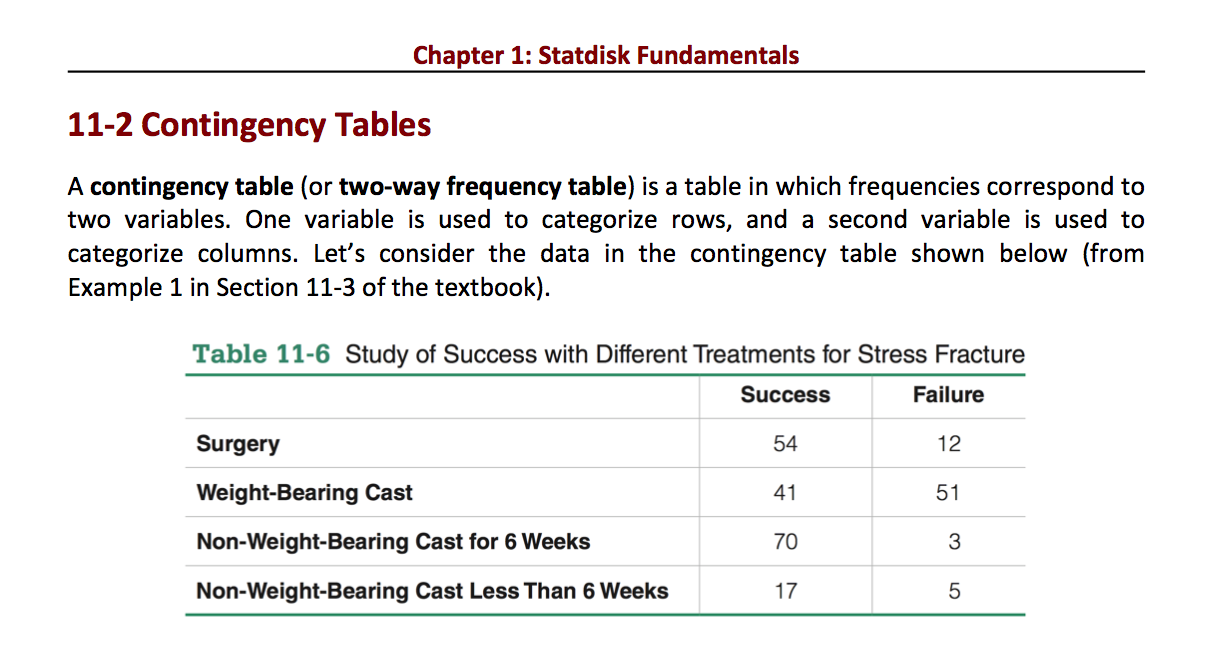 Chapter 1: Statdisk Fundamentals
11-2 Contingency Tables
A contingency table (or two-way frequency table) is a table in which frequencies correspond to
two variables. One variable is used to categorize rows, and a second variable is used to
categorize columns. Let’s consider the data in the contingency table shown below (from
Example 1 in Section 11-3 of the textbook).
Table 11-6 Study of Success with Different Treatments for Stress Fracture
Success Failure
Surgery 54 12
Weight-Bearing Cast 41 51
Non-Weight-Bearing Cast for 6 Weeks 70 3
Non-Weight-Bearing Cast Less Than 6 Weeks 17 5